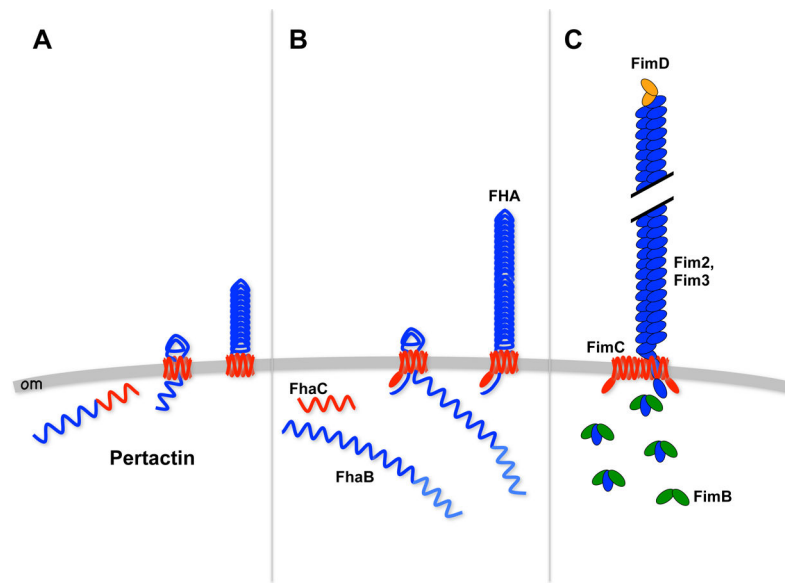 A
B
C
FimD
FHA
Fim2,
Fim3
FimC
om
FhaC
Pertactin
FhaB
FimB